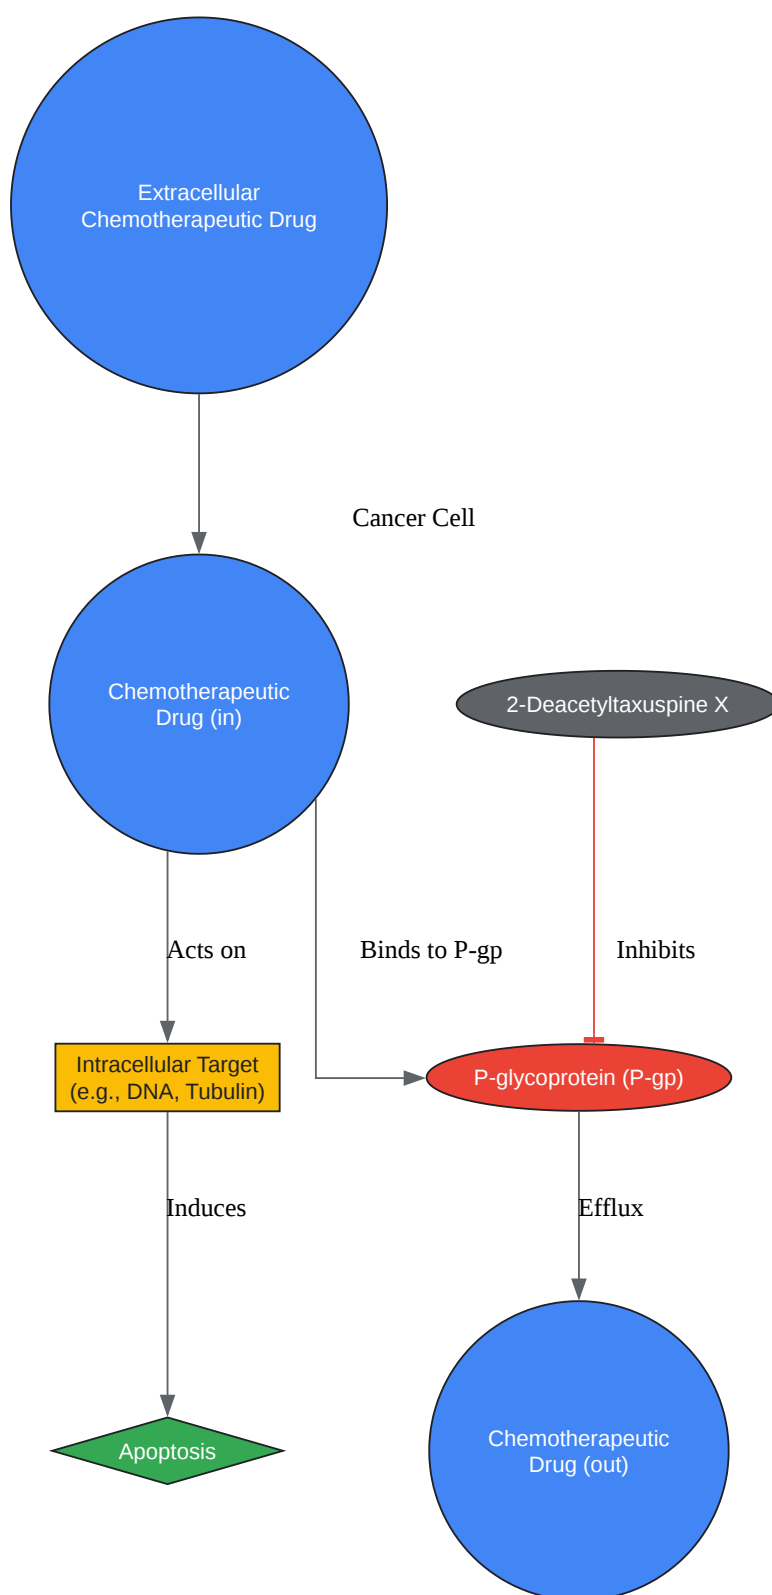 Extracellular
Chemotherapeutic Drug
Cancer Cell
Chemotherapeutic
Drug (in)
2-Deacetyltaxuspine X
Acts on
Binds to P-gp
Inhibits
Intracellular Target
(e.g., DNA, Tubulin)
P-glycoprotein (P-gp)
Induces
Efflux
Apoptosis
Chemotherapeutic
Drug (out)